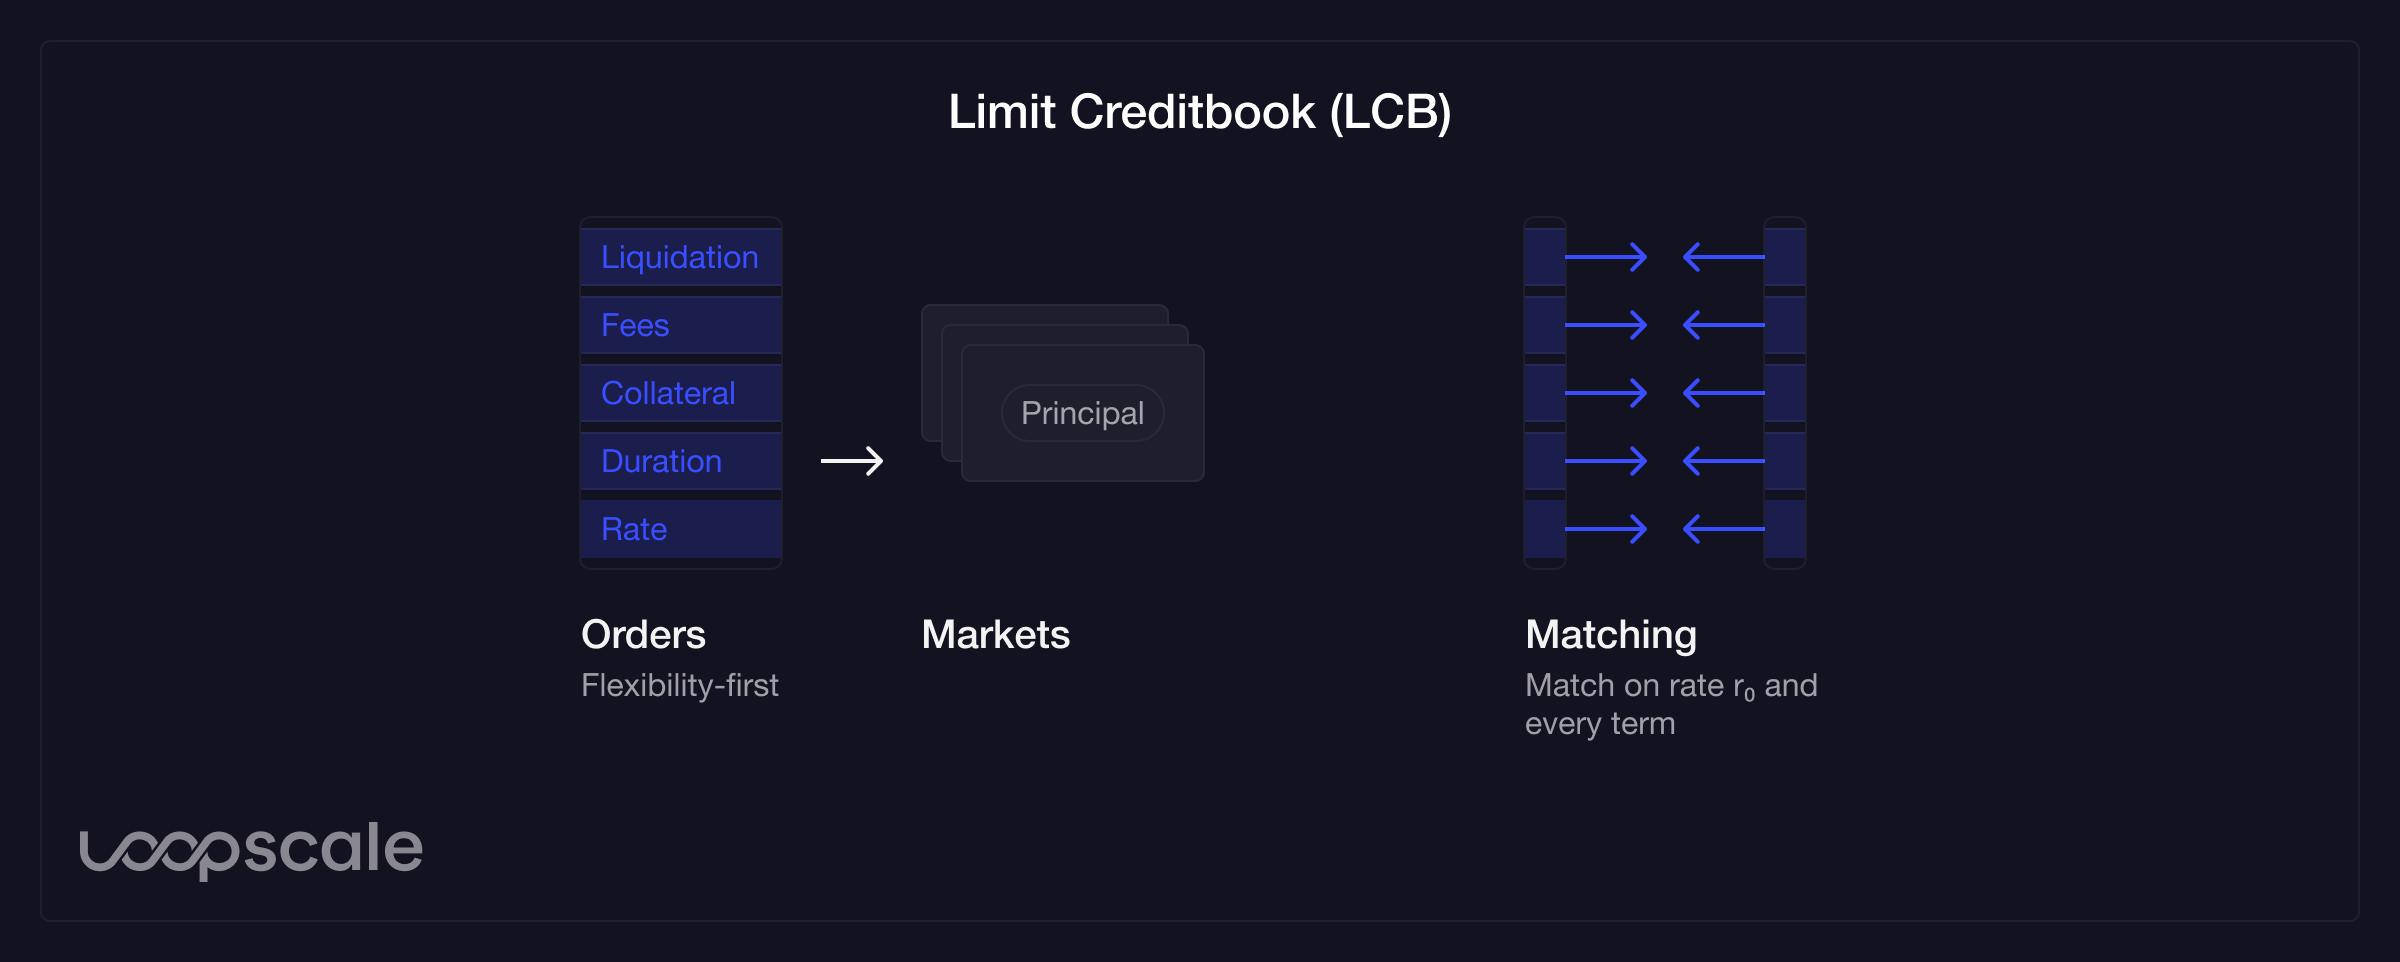 Limit Creditbook (LCB)
Liquidation
Fees
Collateral
Duration
Rate
Principal
Orders
Flexibility-first
Markets
Matching
Match on rate r₀ and
every term
loopscale